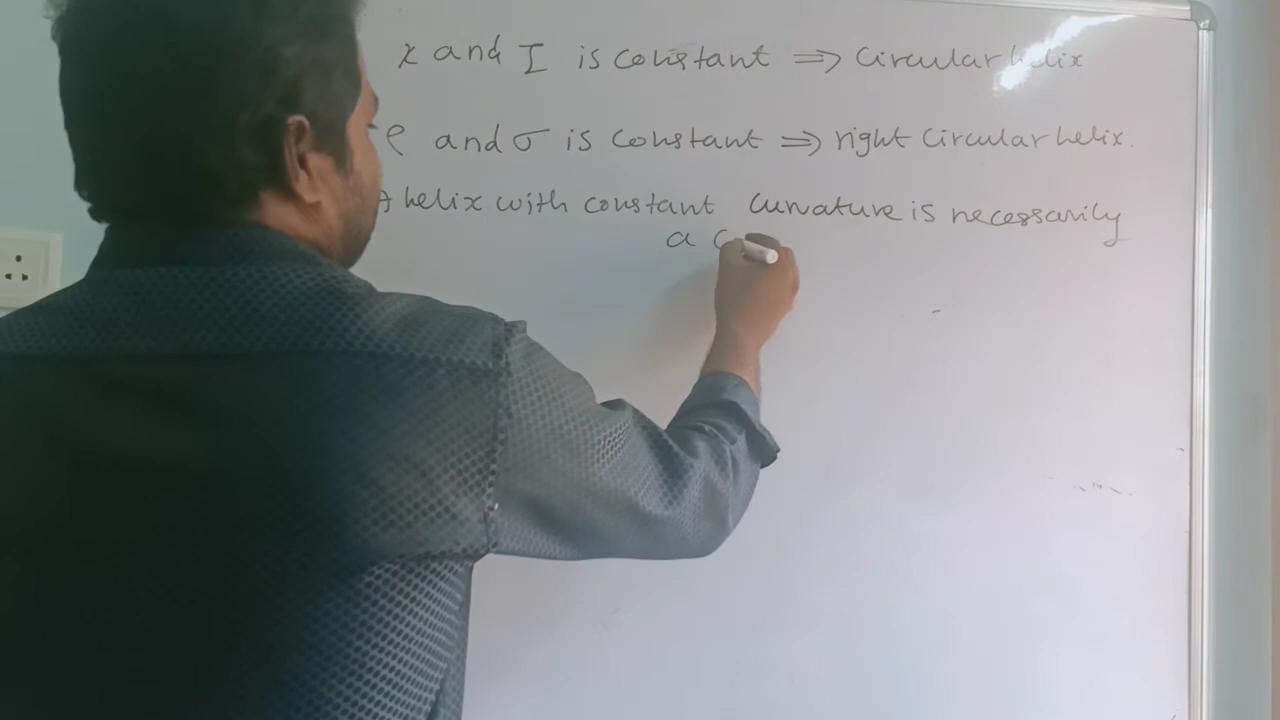 x and I is constant ⇒ Circular helix
ρ and σ is constant ⇒ right Circular helix.
A helix with constant Curvature is necessarily
a C